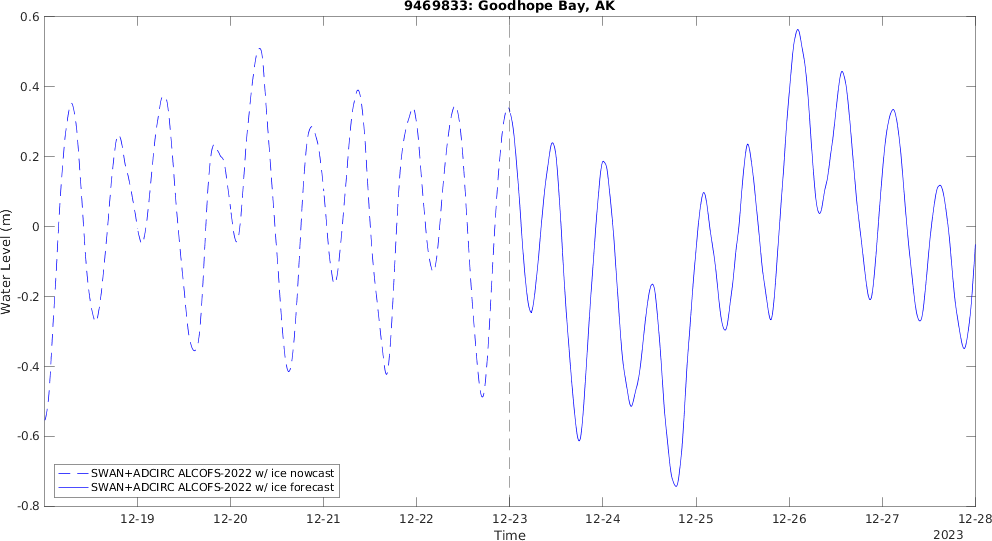 9469833: Goodhope Bay, AK
0.6
0.4
0.2
0
-0.2
-0.4
-0.6
-0.8
Water Level (m)
SWAN+ADCIRC ALCOFS-2022 w/ ice nowcast
SWAN+ADCIRC ALCOFS-2022 w/ ice forecast
12-19 12-20 12-21 12-22 12-23 12-24 12-25 12-26 12-27 12-28
Time
2023